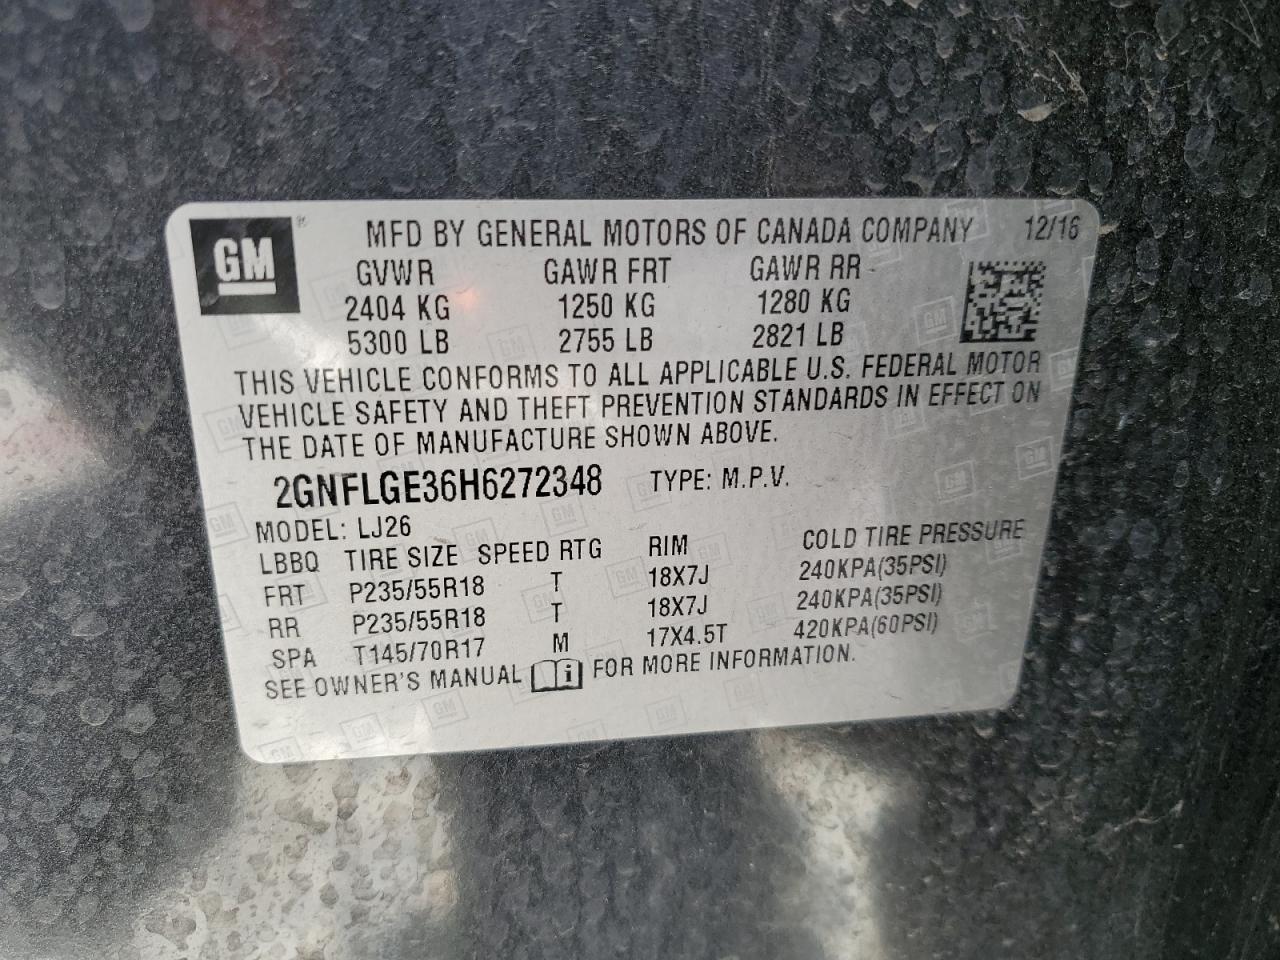 GM® MFD BY GENERAL MOTORS OF CANADA COMPANY 12/16
GVWR GAWR FRT GAWR RR
2404 KG 1250 KG 1280 KG
5300 LB 2755 LB 2821 LB
THIS VEHICLE CONFORMS TO ALL APPLICABLE U.S. FEDERAL MOTOR
VEHICLE SAFETY AND THEFT PREVENTION STANDARDS IN EFFECT ON
THE DATE OF MANUFACTURE SHOWN ABOVE.
2GNFLGE36H6272348 TYPE: M.P.V.
MODEL: LJ26
LBBQ TIRE SIZE SPEED RTG RIM COLD TIRE PRESSURE
FRT P235/55R18 T 18X7J 240KPA(35PSI)
RR P235/55R18 T 18X7J 240KPA(35PSI)
SPA T145/70R17 M 17X4.5T 420KPA(60PSI)
SEE OWNER'S MANUAL i FOR MORE INFORMATION.